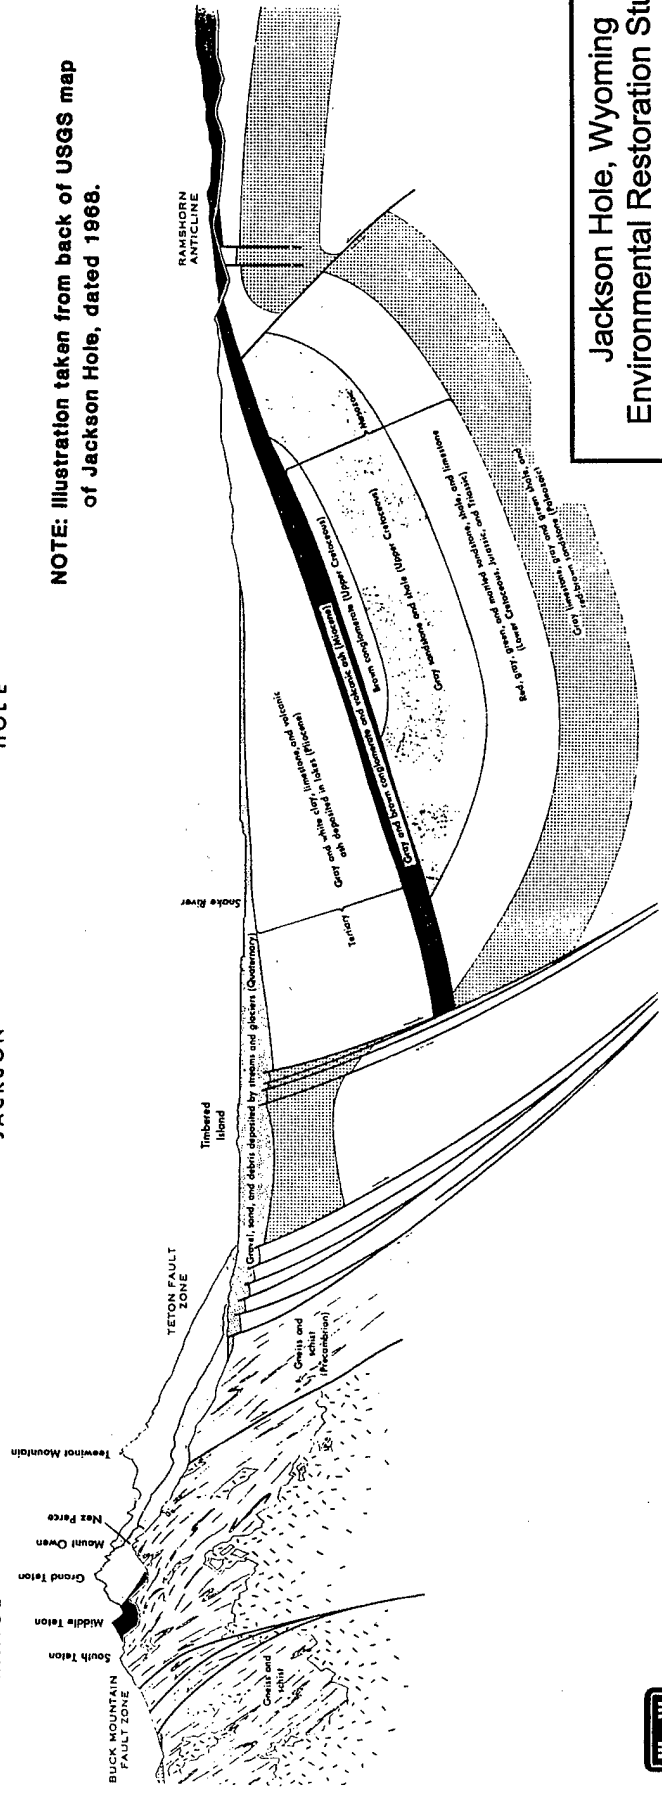 JACKSON
HOLE
NOTE: Illustration taken from back of USGS map
of Jackson Hole, dated 1968.
BUCK MOUNTAIN
FAULT ZONE
South Teton
Middle Teton
Grand Teton
Mount Owen
Nez Perce
Teewinot Mountain
TETON FAULT
ZONE
Timbered
Island
Snake River
RAMSHORN
ANTICLINE
Gneiss and
schist
Gneiss and
schist
(Precambrian)
Gravel, sand, and debris deposited by streams and glaciers (Quaternary)
Tertiary
Gray and white clay, limestone, and volcanic
ash deposited in lakes (Pliocene)
Gray and brown conglomerate and volcanic ash (Miocene)
Brown conglomerate (Upper Cretaceous)
Gray sandstone and shale (Upper Cretaceous)
Mesozoic
Red, gray, green, and marled sandstone, shale, and limestone
(Lower Cretaceous, Jurassic, and Triassic)
Gray limestone, gray and green shale, and
red-brown sandstone (Paleozoic)
Jackson Hole, Wyoming
Environmental Restoration